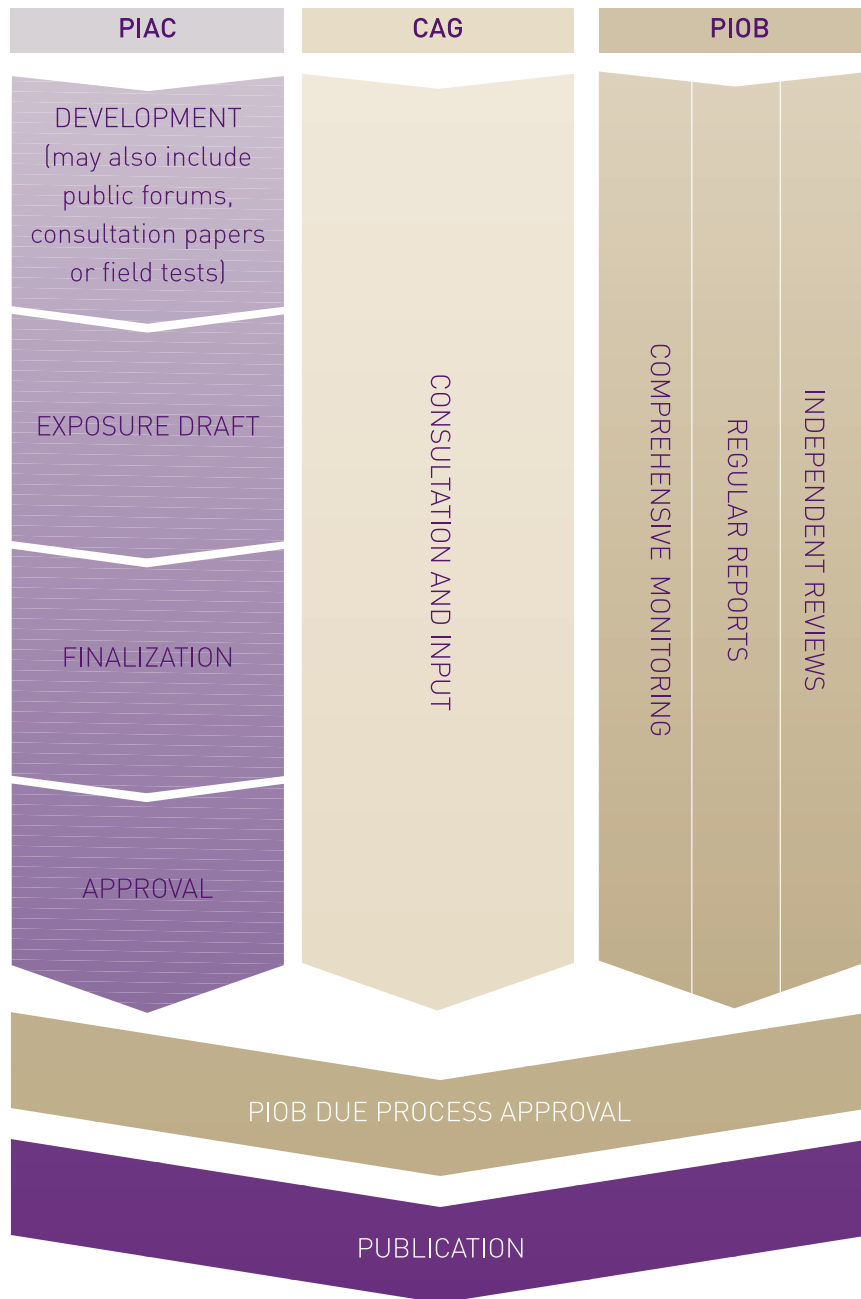 PIAC
CAG
PIOB
DEVELOPMENT
(may also include
public forums,
consultation papers
or field tests)
EXPOSURE DRAFT
FINALIZATION
APPROVAL
CONSULTATION AND INPUT
COMPREHENSIVE MONITORING
REGULAR REPORTS
INDEPENDENT REVIEWS
PIOB DUE PROCESS APPROVAL
PUBLICATION